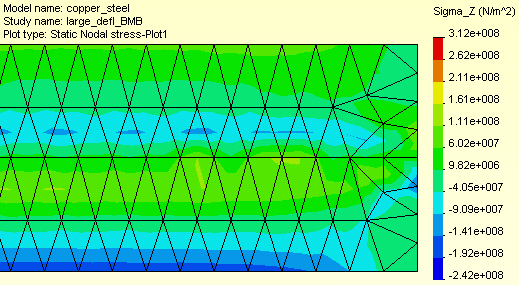 Model name: copper_steel
Study name: large_defl_BMB
Plot type: Static Nodal stress-Plot1
Sigma_Z (N/m^2)
3.12e+008
2.62e+008
2.11e+008
1.61e+008
1.11e+008
6.02e+007
9.82e+006
-4.05e+007
-9.09e+007
-1.41e+008
-1.92e+008
-2.42e+008